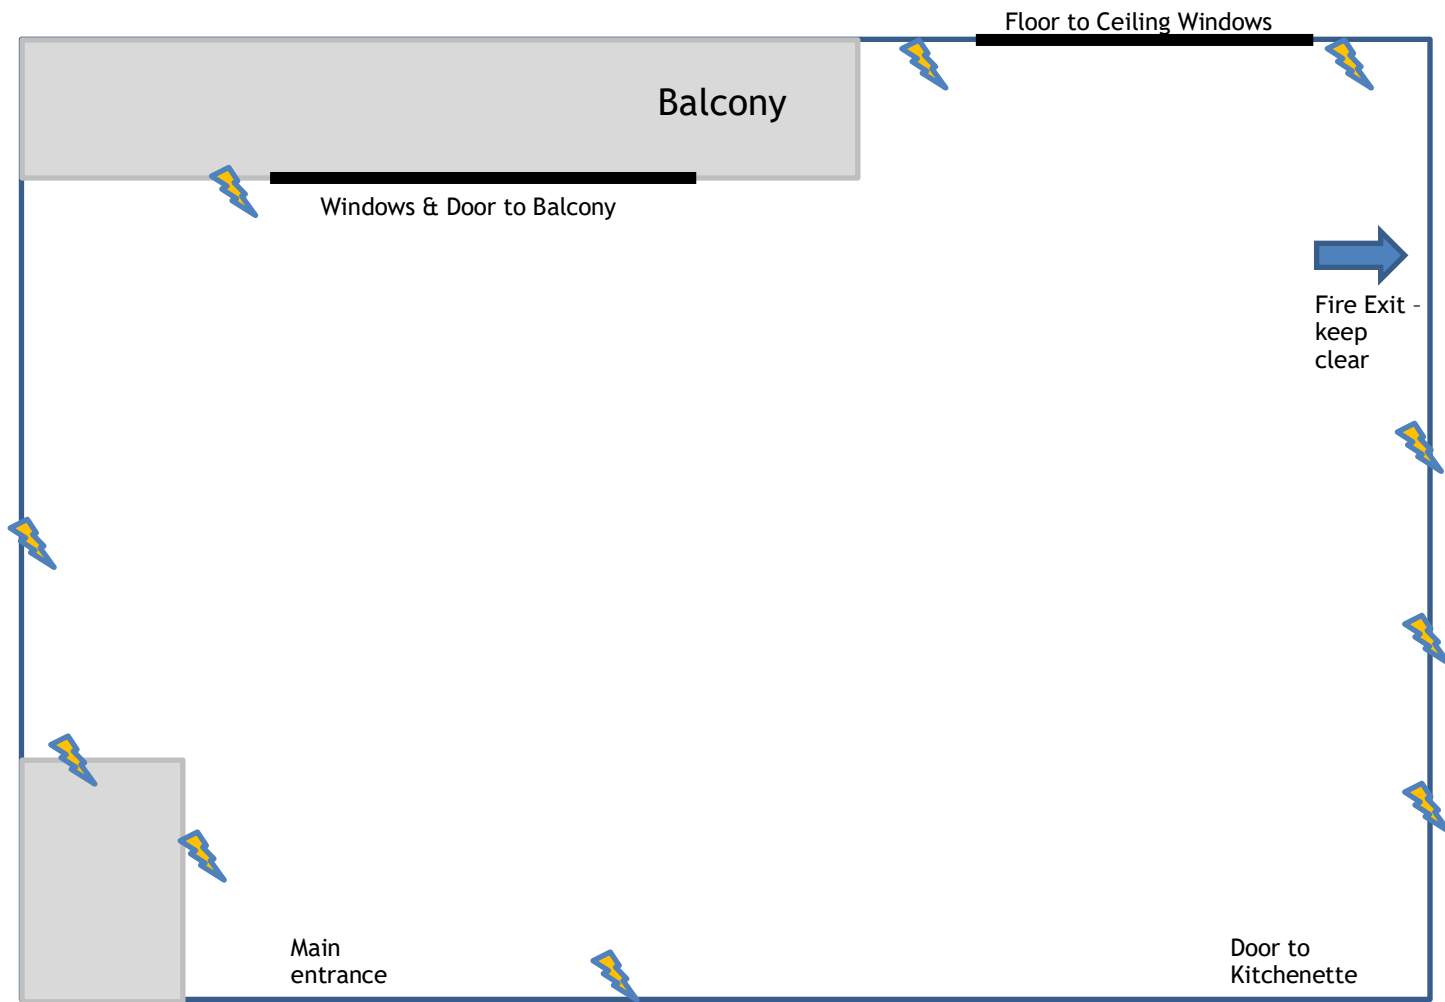 Floor to Ceiling Windows
Balcony
Windows & Door to Balcony
Fire Exit –
keep
clear
Main
entrance
Door to
Kitchenette